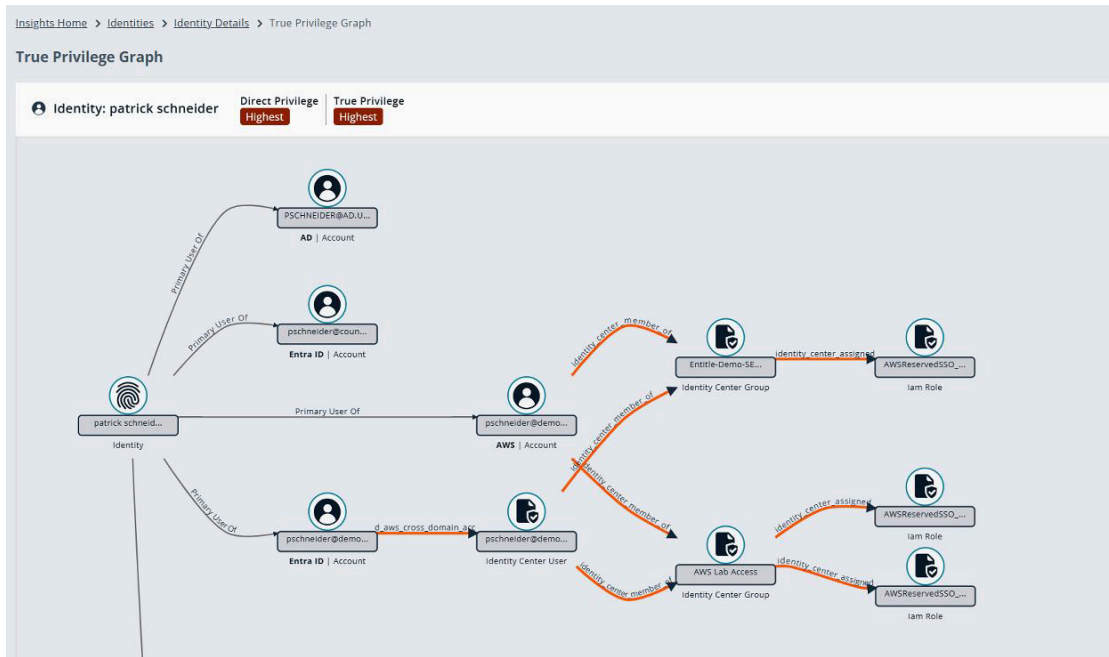 Insights Home > Identities > Identity Details > True Privilege Graph
True Privilege Graph
Identity: patrick schneider
Direct Privilege
Highest
True Privilege
Highest
PSCHNEIDER@AD.U...
AD | Account
Primary User Of
pschneider@coun...
Entra ID | Account
Primary User Of
patrick schneid...
Identity
Primary User Of
pschneider@demo...
AWS | Account
Primary User Of
pschneider@demo...
Entra ID | Account
d_aws_cross_domain_acc
pschneider@demo...
Identity Center User
identity_center_member_of
identity_center_member_of
identity_center_member_of
identity_center_member_of
Entitle-Demo-SE...
Identity Center Group
identity_center_assigned
AWSReservedSSO_...
Iam Role
AWS Lab Access
Identity Center Group
identity_center_assigned
AWSReservedSSO_...
Iam Role
identity_center_assigned
AWSReservedSSO_...
Iam Role